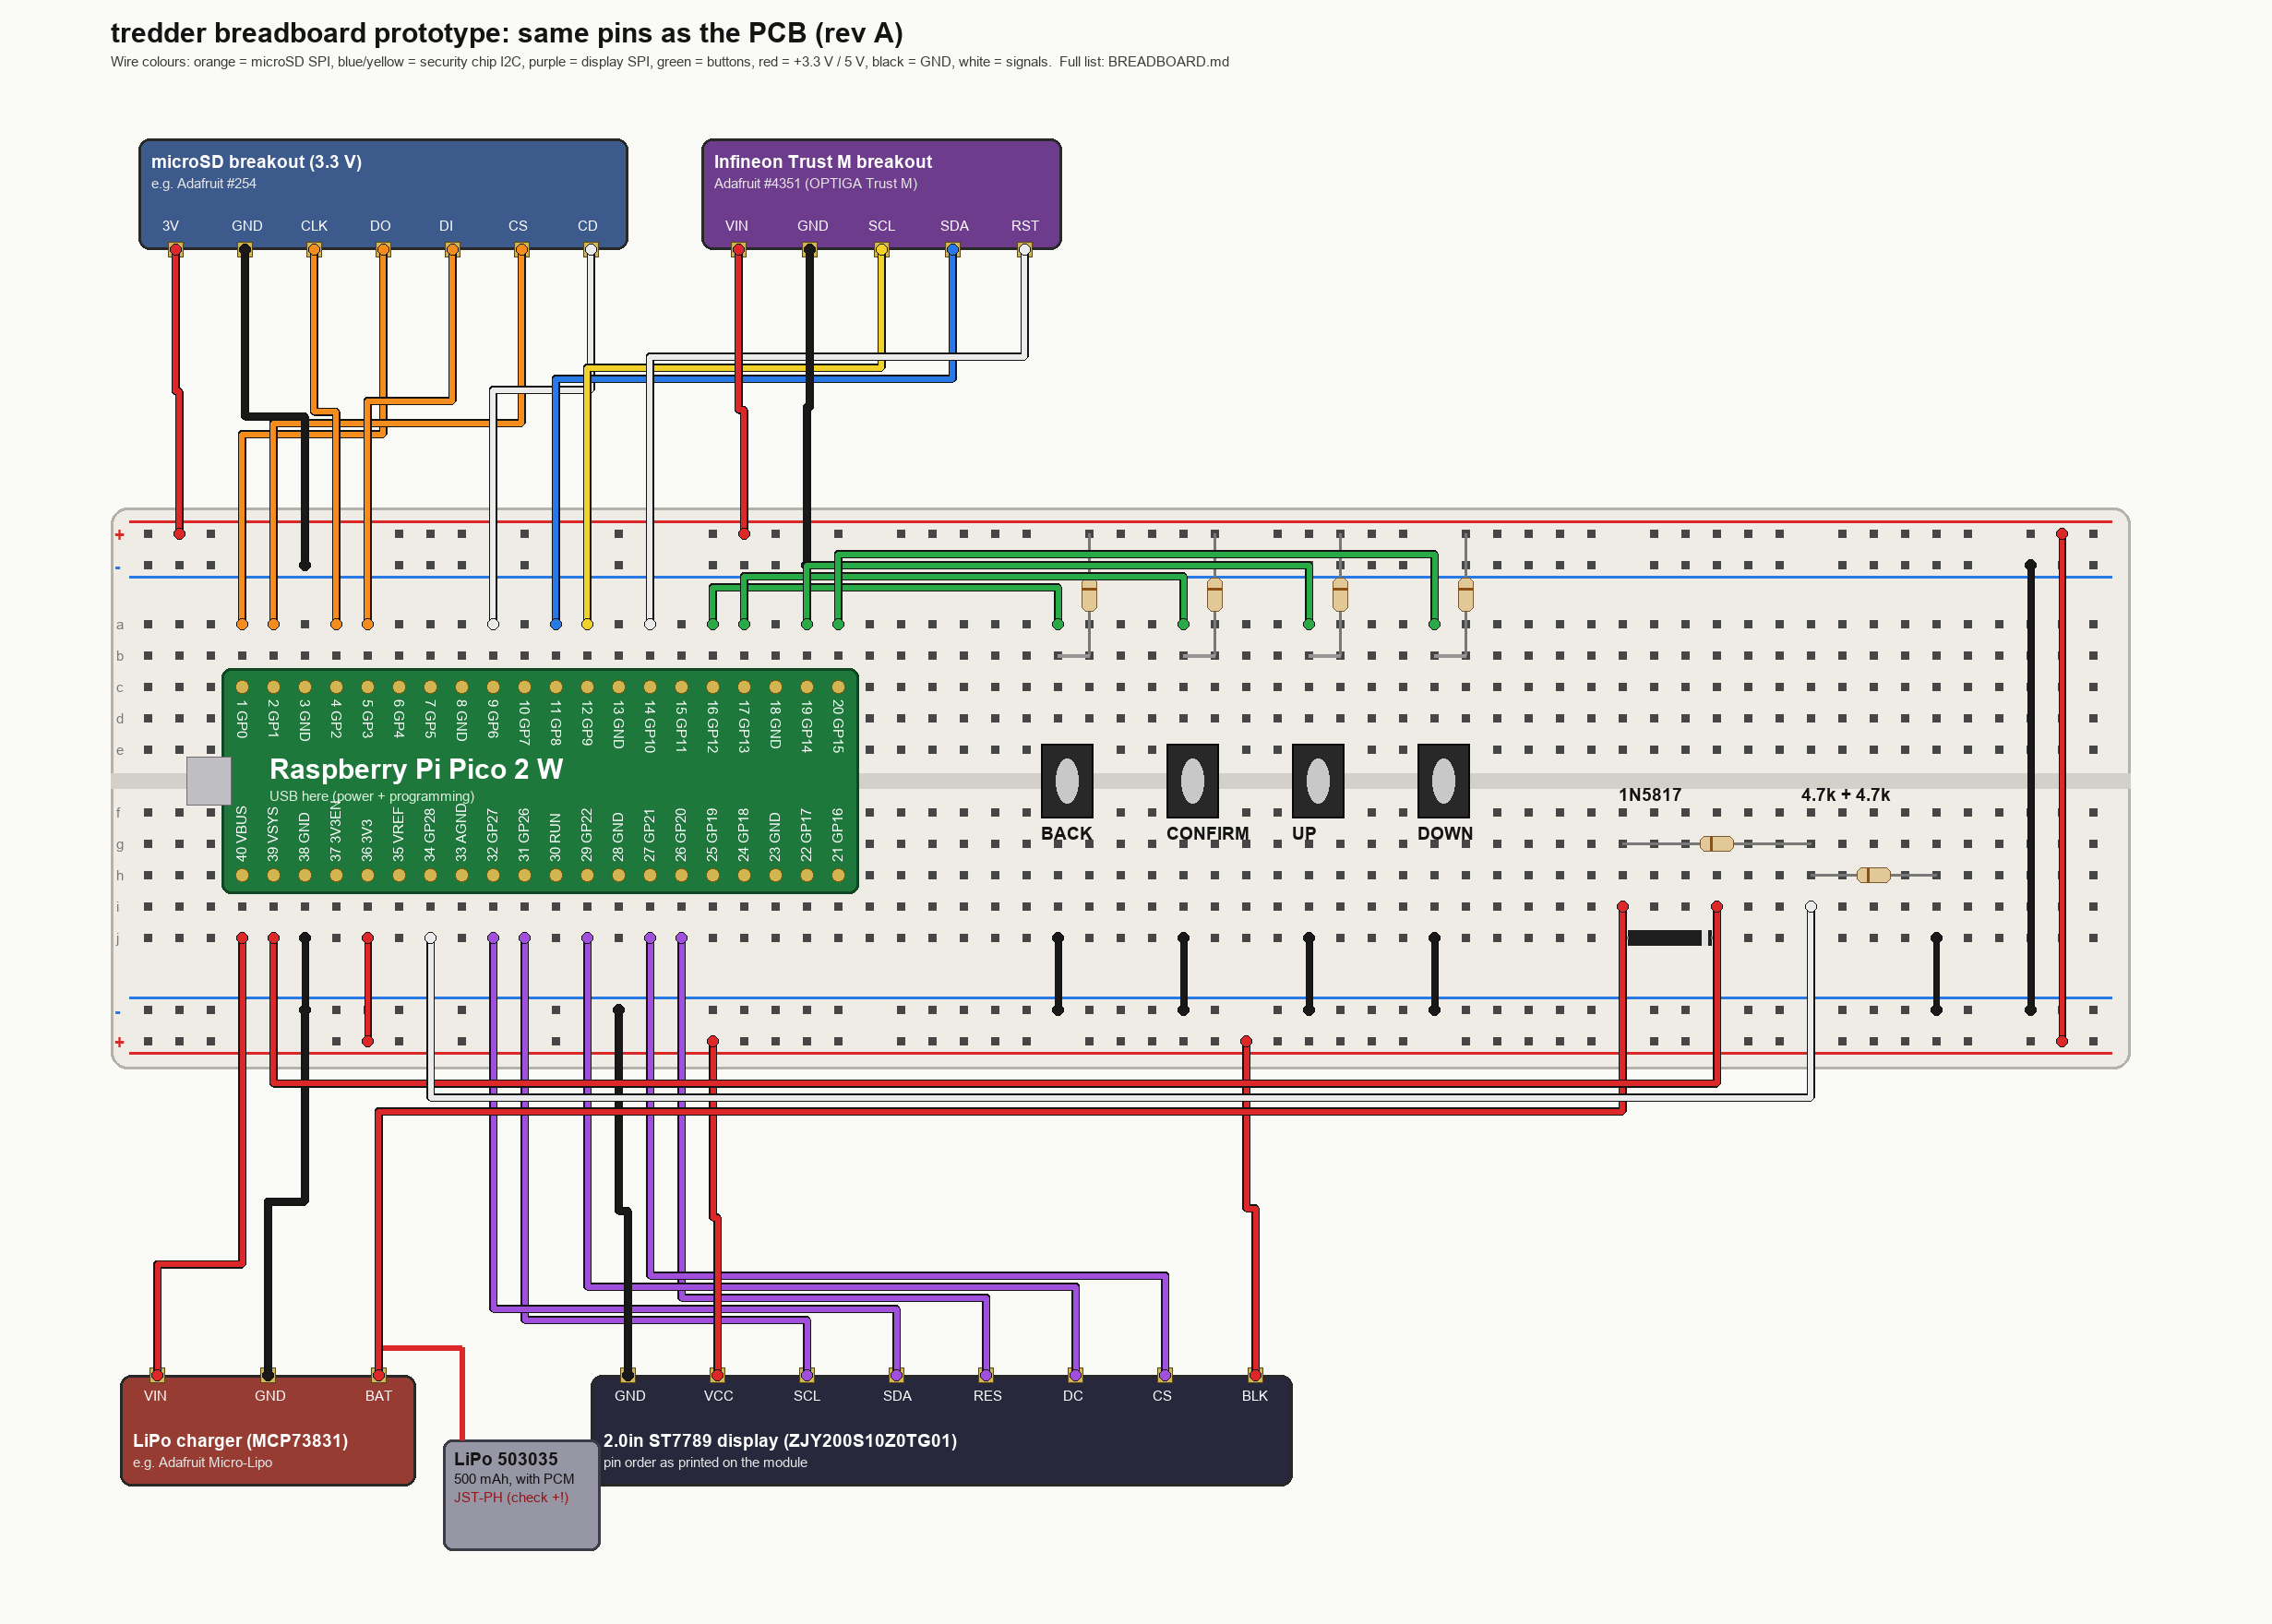 tredder breadboard prototype: same pins as the PCB (rev A)
Wire colours: orange = microSD SPI, blue/yellow = security chip I2C, purple = display SPI, green = buttons, red = +3.3 V / 5 V, black = GND, white = signals.  Full list: BREADBOARD.md
microSD breakout (3.3 V)
e.g. Adafruit #254
3V GND CLK DO DI CS CD
Infineon Trust M breakout
Adafruit #4351 (OPTIGA Trust M)
VIN GND SCL SDA RST
+
-
a
b
c
d
e
f
g
h
i
j
-
+
1 GP0
2 GP1
3 GND
4 GP2
5 GP3
6 GP4
7 GP5
8 GND
9 GP6
10 GP7
11 GP8
12 GP9
13 GND
14 GP10
15 GP11
16 GP12
17 GP13
18 GND
19 GP14
20 GP15
Raspberry Pi Pico 2 W
USB here (power + programming)
40 VBUS
39 VSYS
38 GND
37 3V3EN
36 3V3
35 VREF
34 GP28
33 AGND
32 GP27
31 GP26
30 RUN
29 GP22
28 GND
27 GP21
26 GP20
25 GP19
24 GP18
23 GND
22 GP17
21 GP16
BACK
CONFIRM
UP
DOWN
1N5817
4.7k + 4.7k
VIN GND BAT
LiPo charger (MCP73831)
e.g. Adafruit Micro-Lipo
LiPo 503035
500 mAh, with PCM
JST-PH (check +!)
GND VCC SCL SDA RES DC CS BLK
2.0in ST7789 display (ZJY200S10Z0TG01)
pin order as printed on the module